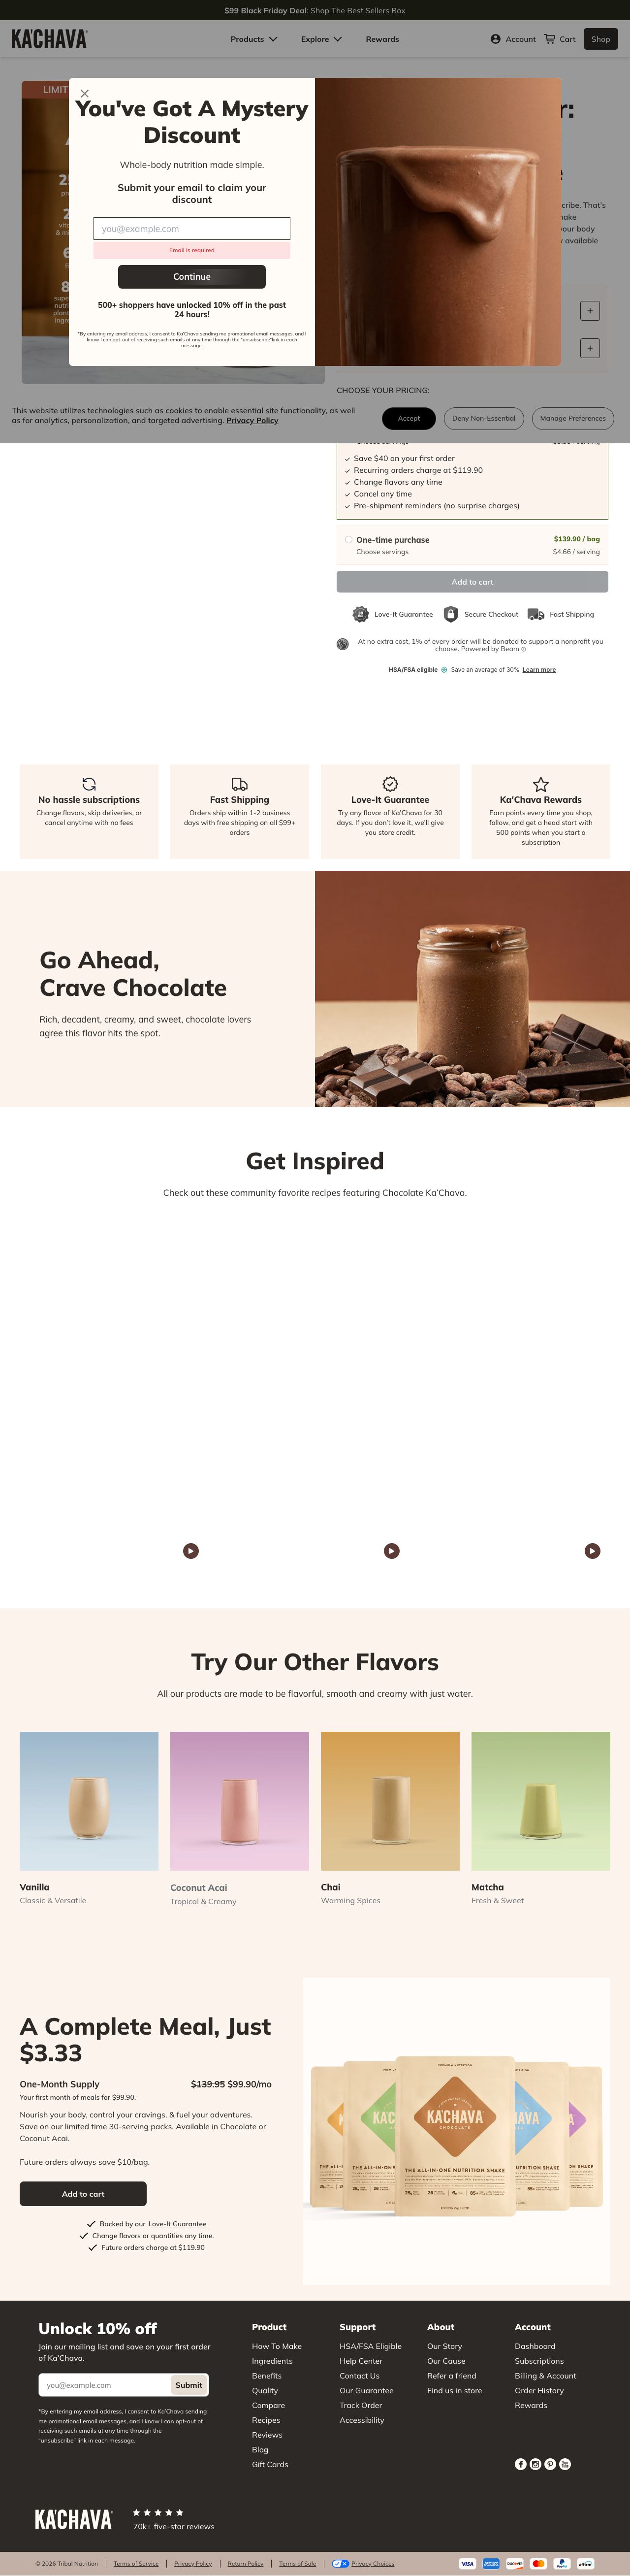 $99 Black Friday Deal: Shop The Best Sellers Box
KA'CHAVA®
Products
Explore
Rewards
Account
Cart
Shop
You've Got A Mystery
Discount
Whole-body nutrition made simple.
Submit your email to claim your
discount
you@example.com
Email is required
Continue
500+ shoppers have unlocked 10% off in the past
24 hours!
*By entering my email address, I consent to Ka'Chava sending me promotional email messages, and I
know I can opt-out of receiving such emails at any time through the "unsubscribe"link in each
message.
CHOOSE YOUR PRICING:
This website utilizes technologies such as cookies to enable essential site functionality, as well
as for analytics, personalization, and targeted advertising. Privacy Policy
Accept
Deny Non-Essential
Manage Preferences
Save $40 on your first order
Recurring orders charge at $119.90
Change flavors any time
Cancel any time
Pre-shipment reminders (no surprise charges)
One-time purchase
$139.90 / bag
Choose servings
$4.66 / serving
Add to cart
Love-It Guarantee
Secure Checkout
Fast Shipping
At no extra cost, 1% of every order will be donated to support a nonprofit you
choose. Powered by Beam
HSA/FSA eligible
Save an average of 30%
Learn more
No hassle subscriptions
Change flavors, skip deliveries, or
cancel anytime with no fees
Fast Shipping
Orders ship within 1-2 business
days with free shipping on all $99+
orders
Love-It Guarantee
Try any flavor of Ka'Chava for 30
days. If you don't love it, we'll give
you store credit.
Ka'Chava Rewards
Earn points every time you shop,
follow, and get a head start with
500 points when you start a
subscription
Go Ahead,
Crave Chocolate
Rich, decadent, creamy, and sweet, chocolate lovers
agree this flavor hits the spot.
Get Inspired
Check out these community favorite recipes featuring Chocolate Ka'Chava.
Try Our Other Flavors
All our products are made to be flavorful, smooth and creamy with just water.
Vanilla
Classic & Versatile
Coconut Acai
Tropical & Creamy
Chai
Warming Spices
Matcha
Fresh & Sweet
A Complete Meal, Just
$3.33
One-Month Supply
$139.95 $99.90/mo
Your first month of meals for $99.90.
Nourish your body, control your cravings, & fuel your adventures.
Save on our limited time 30-serving packs. Available in Chocolate or
Coconut Acai.
Future orders always save $10/bag.
Add to cart
Backed by our Love-It Guarantee
Change flavors or quantities any time.
Future orders charge at $119.90
PREMIUM NUTRITION
KA'CHAVA
CHOCOLATE
THE ALL-IN-ONE NUTRITION SHAKE
Unlock 10% off
Join our mailing list and save on your first order
of Ka'Chava.
you@example.com
Submit
*By entering my email address, I consent to Ka'Chava sending
me promotional email messages, and I know I can opt-out of
receiving such emails at any time through the
"unsubscribe" link in each message.
Product
How To Make
Ingredients
Benefits
Quality
Compare
Recipes
Reviews
Blog
Gift Cards
Support
HSA/FSA Eligible
Help Center
Contact Us
Our Guarantee
Track Order
Accessibility
About
Our Story
Our Cause
Refer a friend
Find us in store
Account
Dashboard
Subscriptions
Billing & Account
Order History
Rewards
KA'CHAVA®
70k+ five-star reviews
© 2026 Tribal Nutrition
Terms of Service
Privacy Policy
Return Policy
Terms of Sale
Privacy Choices
VISA
DISCOVER
PayPal
affirm